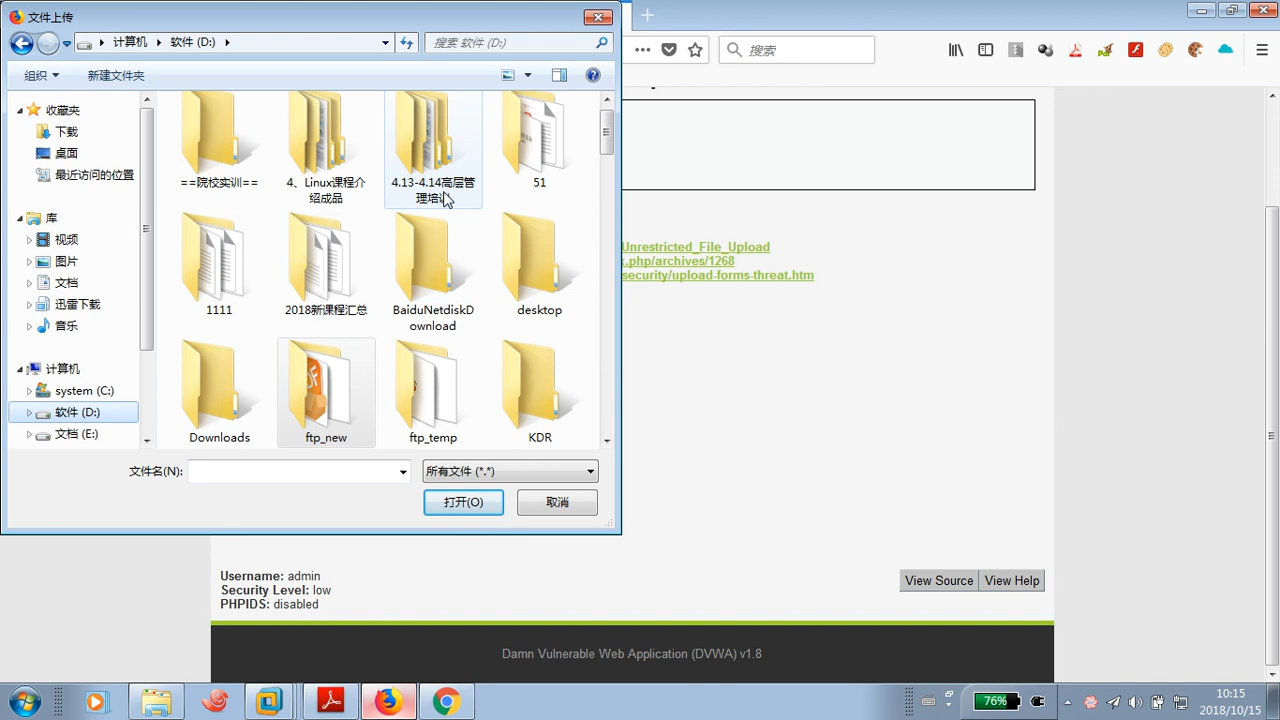 文件上传
计算机
软件 (D:)
搜索 软件 (D:)
搜索
组织
新建文件夹
收藏夹
下载
桌面
最近访问的位置
库
视频
图片
文档
迅雷下载
音乐
计算机
system (C:)
软件 (D:)
文档 (E:)
==院校实训==
4、Linux课程介
绍成品
4.13-4.14高层管
理培训
51
1111
2018新课程汇总
BaiduNetdiskD
ownload
desktop
Downloads
ftp_new
ftp_temp
KDR
文件名(N):
所有文件 (*.*)
打开(O)
取消
Unrestricted_File_Upload
x.php/archives/1268
security/upload-forms-threat.htm
Username: admin
Security Level: low
PHPIDS: disabled
View Source
View Help
Damn Vulnerable Web Application (DVWA) v1.8
76%
10:15
2018/10/15